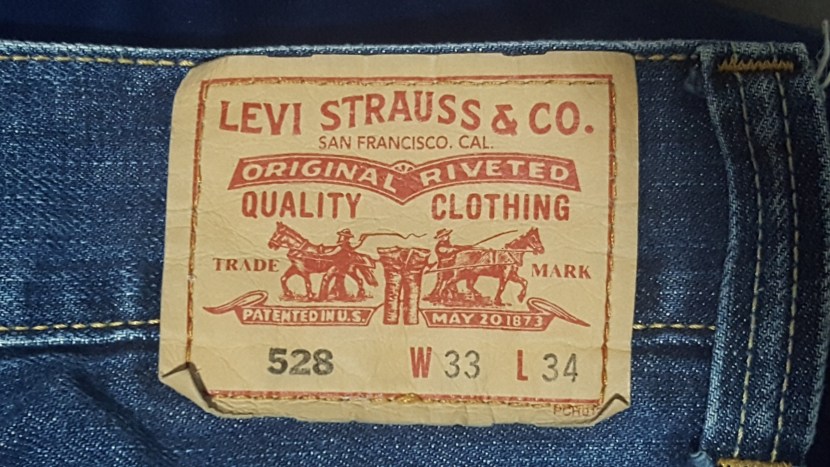 LEVI STRAUSS & CO.
SAN FRANCISCO. CAL.
ORIGINAL RIVETED
QUALITY CLOTHING
TRADE MARK
PATENTED IN U.S. MAY 20 1873
528 W 33 L 34